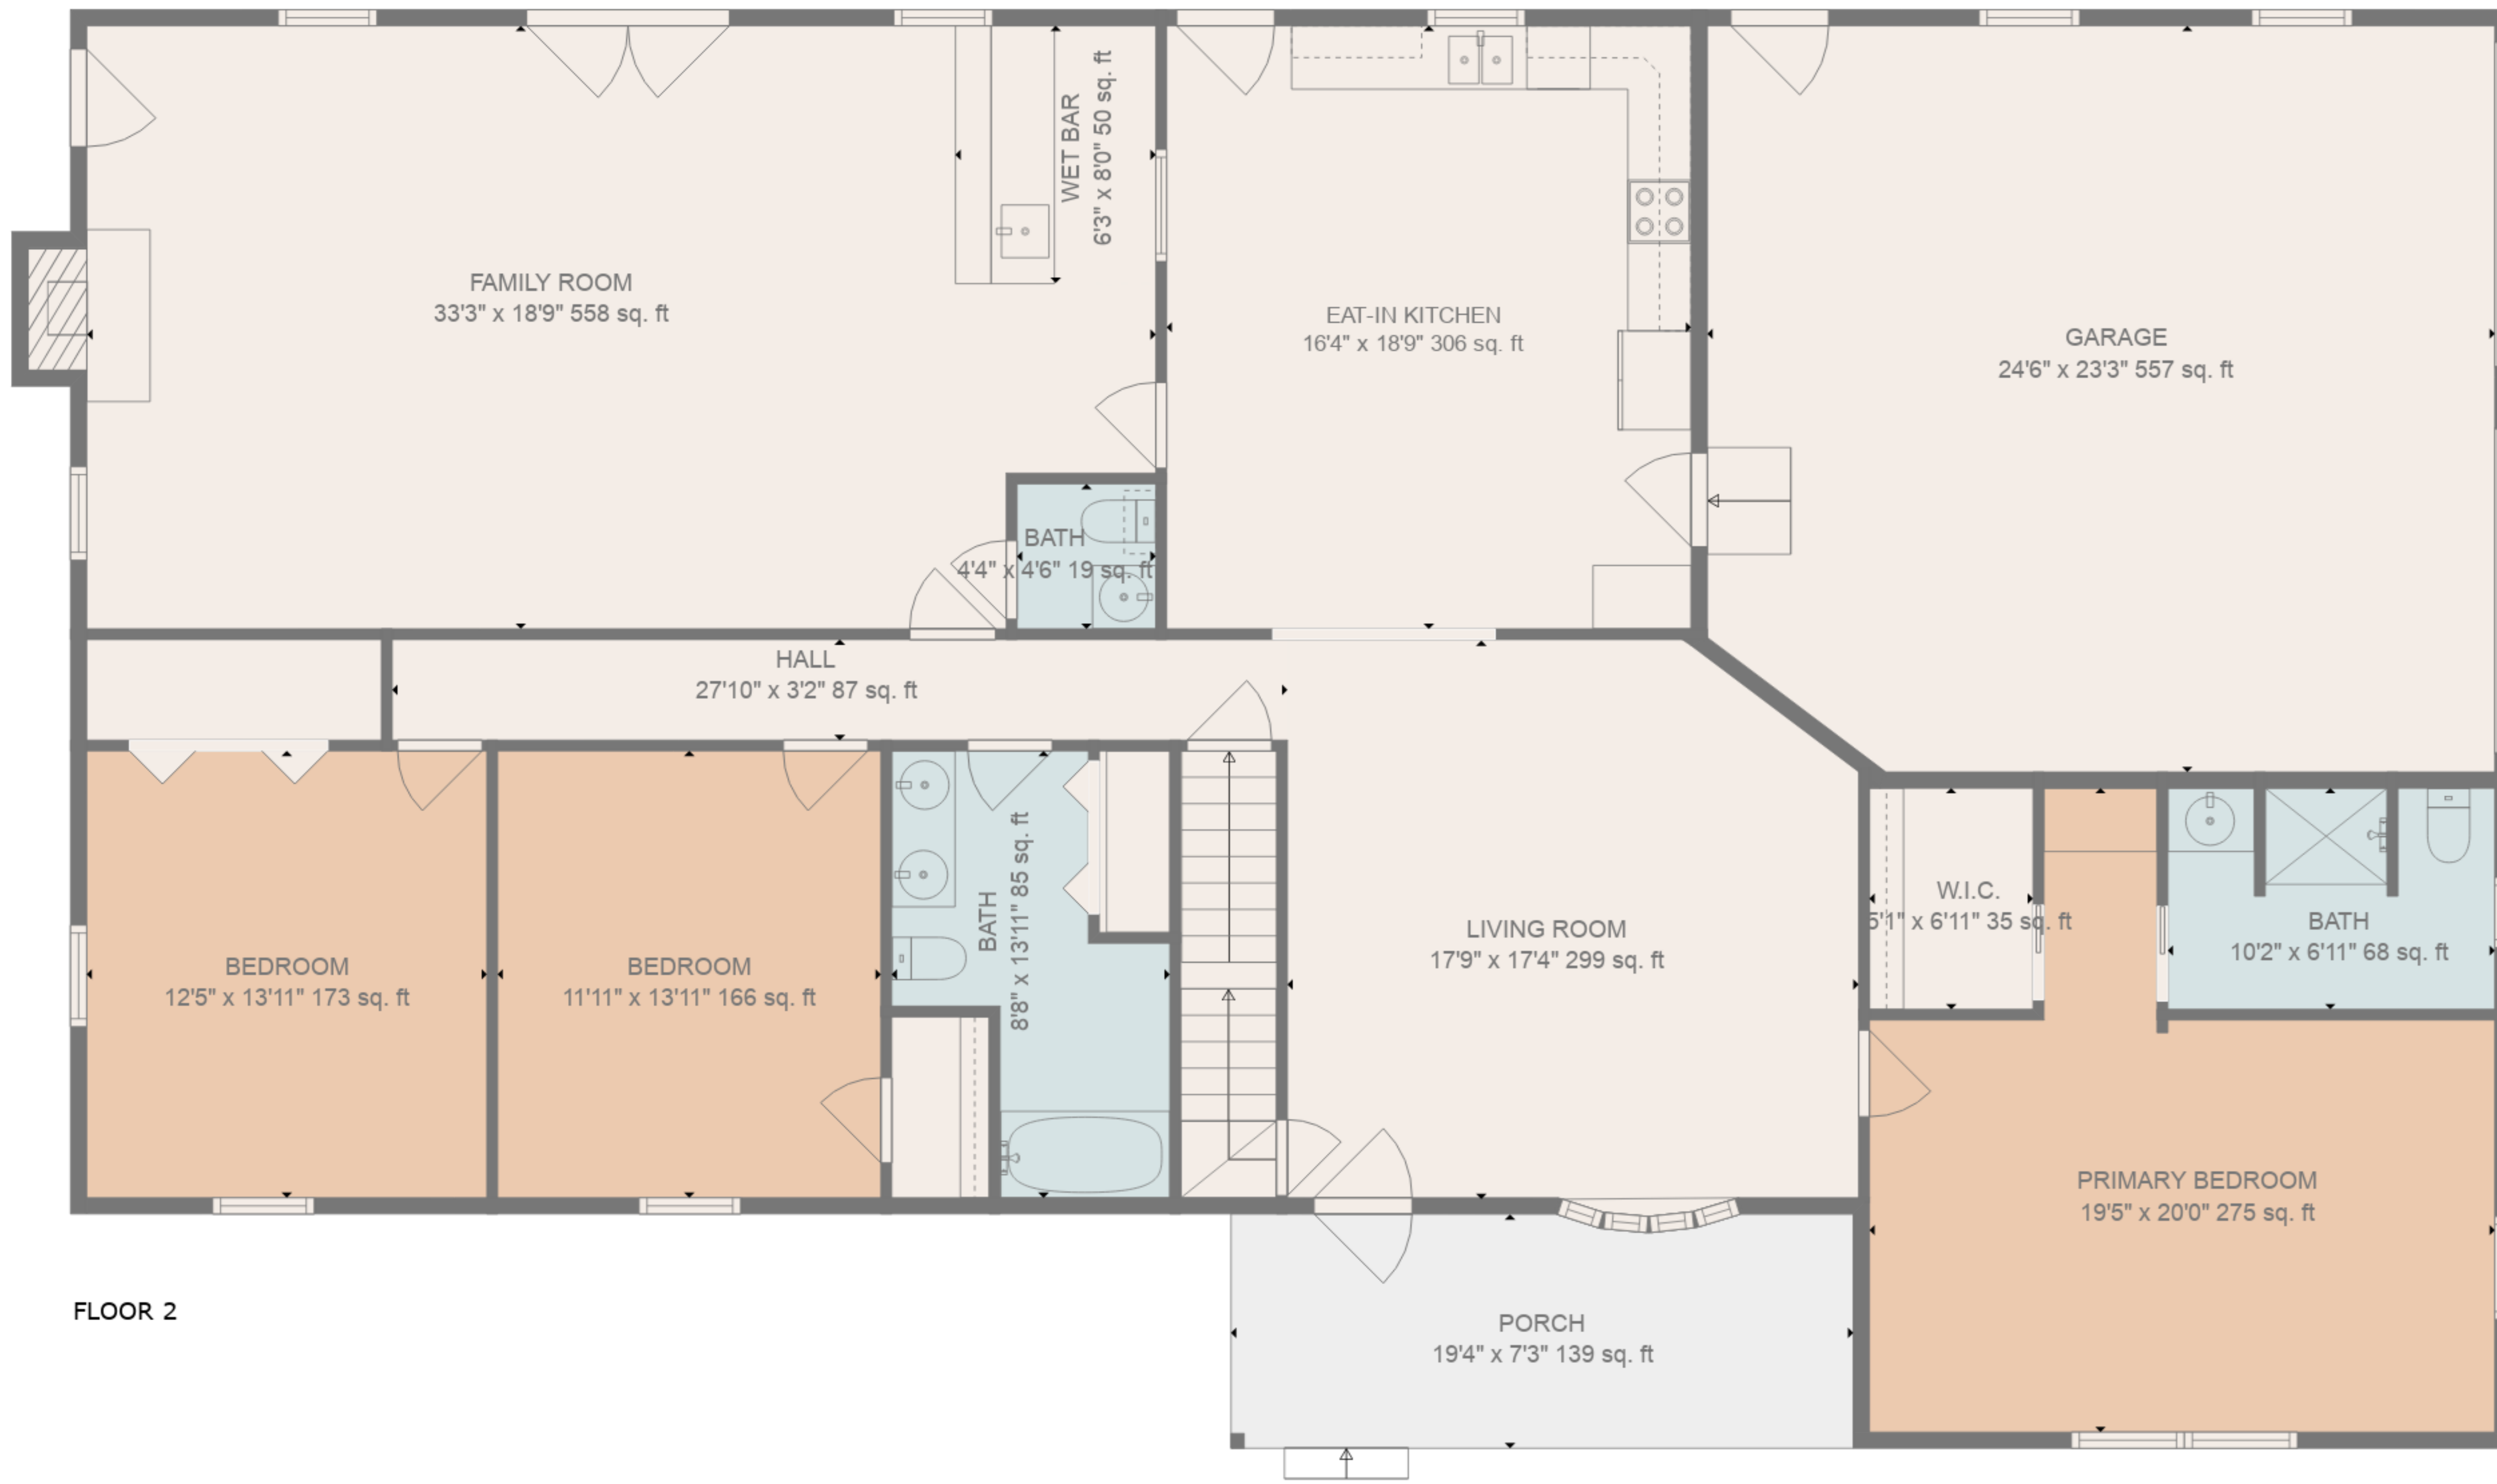 WET BAR
6'3" x 8'0" 50 sq. ft
FAMILY ROOM
33'3" x 18'9" 558 sq. ft
EAT-IN KITCHEN
16'4" x 18'9" 306 sq. ft
GARAGE
24'6" x 23'3" 557 sq. ft
BATH
4'4" x 4'6" 19 sq. ft
HALL
27'10" x 3'2" 87 sq. ft
BEDROOM
12'5" x 13'11" 173 sq. ft
BEDROOM
11'11" x 13'11" 166 sq. ft
BATH
8'8" x 13'11" 85 sq. ft
LIVING ROOM
17'9" x 17'4" 299 sq. ft
W.I.C.
5'1" x 6'11" 35 sq. ft
BATH
10'2" x 6'11" 68 sq. ft
PRIMARY BEDROOM
19'5" x 20'0" 275 sq. ft
PORCH
19'4" x 7'3" 139 sq. ft
FLOOR 2